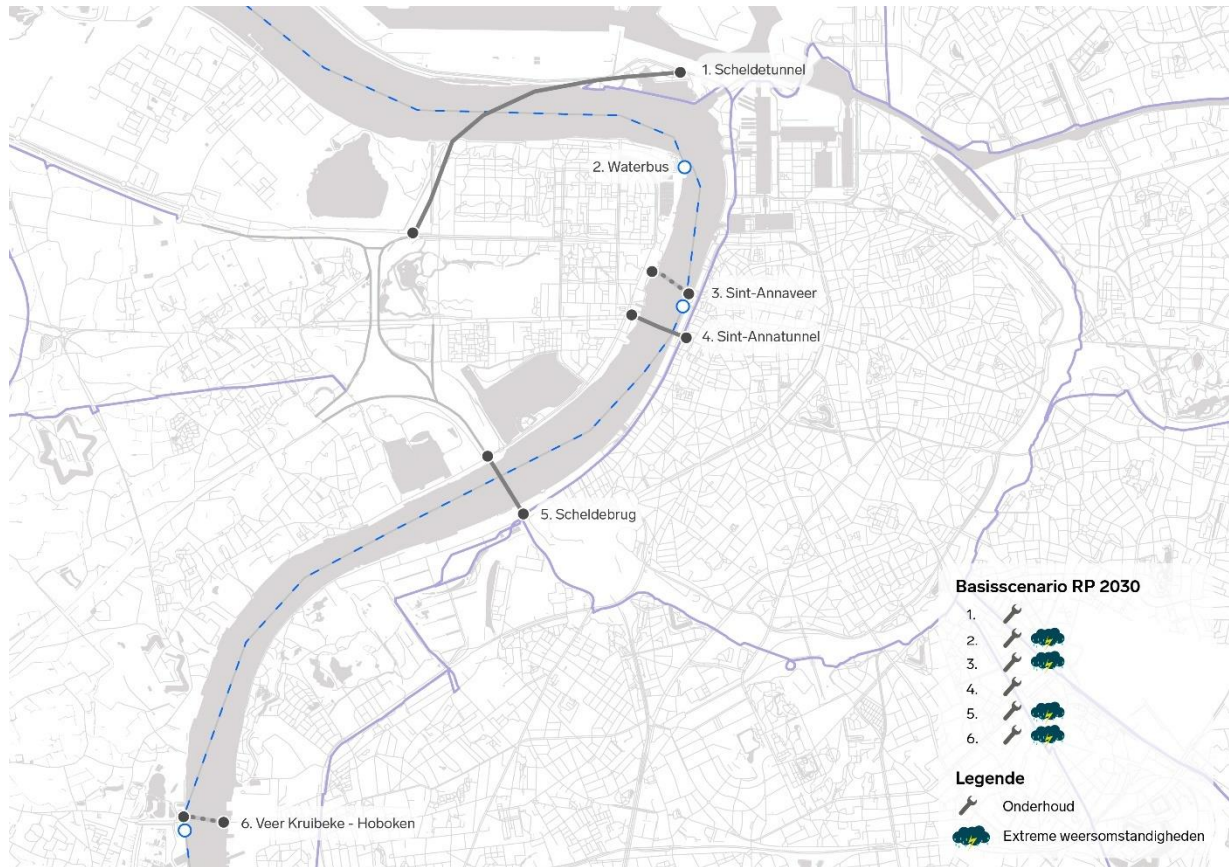 1. Scheldetunnel
2. Waterbus
3. Sint-Annaveer
4. Sint-Annatunnel
5. Scheldebrug
6. Veer Kruibeke - Hoboken
Basisscenario RP 2030
1.
2.
3.
4.
5.
6.
Legende
Onderhoud
Extreme weersomstandigheden